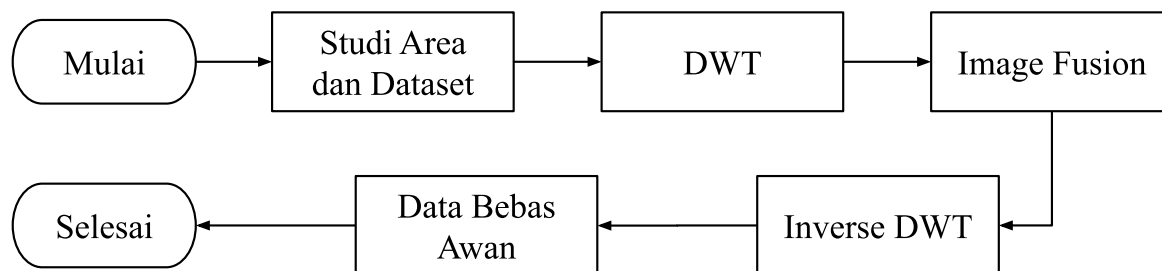 Mulai
Studi Area
dan Dataset
DWT
Image Fusion
Inverse DWT
Data Bebas
Awan
Selesai